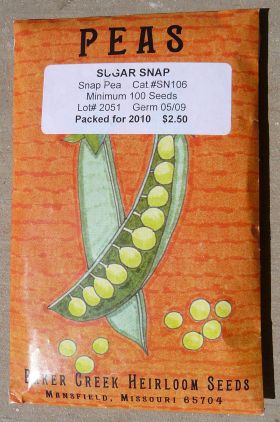 PEAS
SUGAR SNAP
Snap Pea Cat #SN106
Minimum 100 Seeds
Lot# 2051 Germ 05/09
Packed for 2010 $2.50
Baker Creek Heirloom Seeds
Mansfield, Missouri 65704